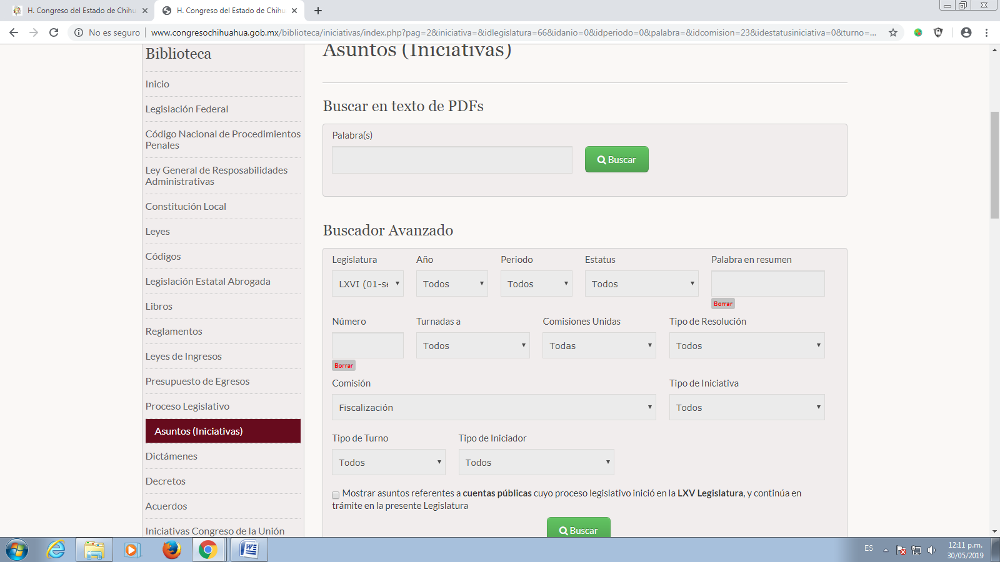 H. Congreso del Estado de Chihu
H. Congreso del Estado de Chihu
No es seguro
www.congresochihuahua.gob.mx/biblioteca/iniciativas/index.php?pag=2&iniciativa=&idlegislatura=66&idanio=0&idperiodo=0&palabra=&idcomision=23&idestatusiniciativa=0&turno=...
Biblioteca
Inicio
Legislación Federal
Código Nacional de Procedimientos
Penales
Ley General de Resposabilidades
Administrativas
Constitución Local
Leyes
Códigos
Legislación Estatal Abrogada
Libros
Reglamentos
Leyes de Ingresos
Presupuesto de Egresos
Proceso Legislativo
Asuntos (Iniciativas)
Dictámenes
Decretos
Acuerdos
Iniciativas Congreso de la Unión
Asuntos (Iniciativas)
Buscar en texto de PDFs
Palabra(s)
Buscar
Buscador Avanzado
Legislatura Año Periodo Estatus Palabra en resumen
LXVI (01-se Todos Todos Todos
Borrar
Número Turnadas a Comisiones Unidas Tipo de Resolución
Todos Todas Todos
Borrar
Comisión Tipo de Iniciativa
Fiscalización Todos
Tipo de Turno Tipo de Iniciador
Todos Todos
Mostrar asuntos referentes a cuentas públicas cuyo proceso legislativo inició en la LXV Legislatura, y continúa en
trámite en la presente Legislatura
Buscar
ES
12:11 p.m.
30/05/2019